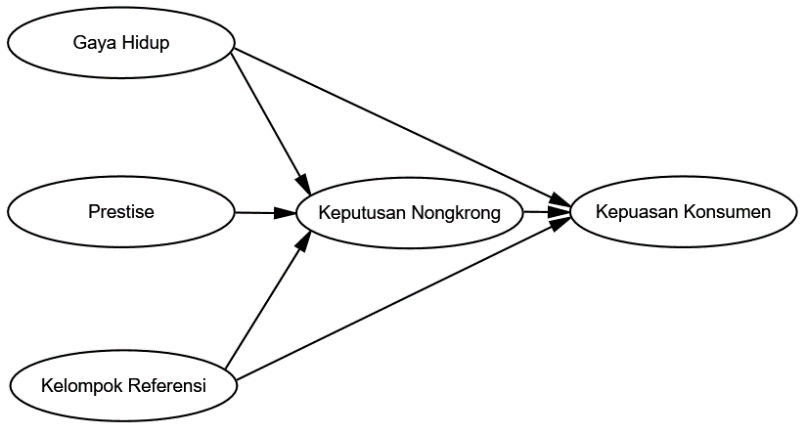 Gaya Hidup
Prestise
Keputusan Nongkrong
Kepuasan Konsumen
Kelompok Referensi